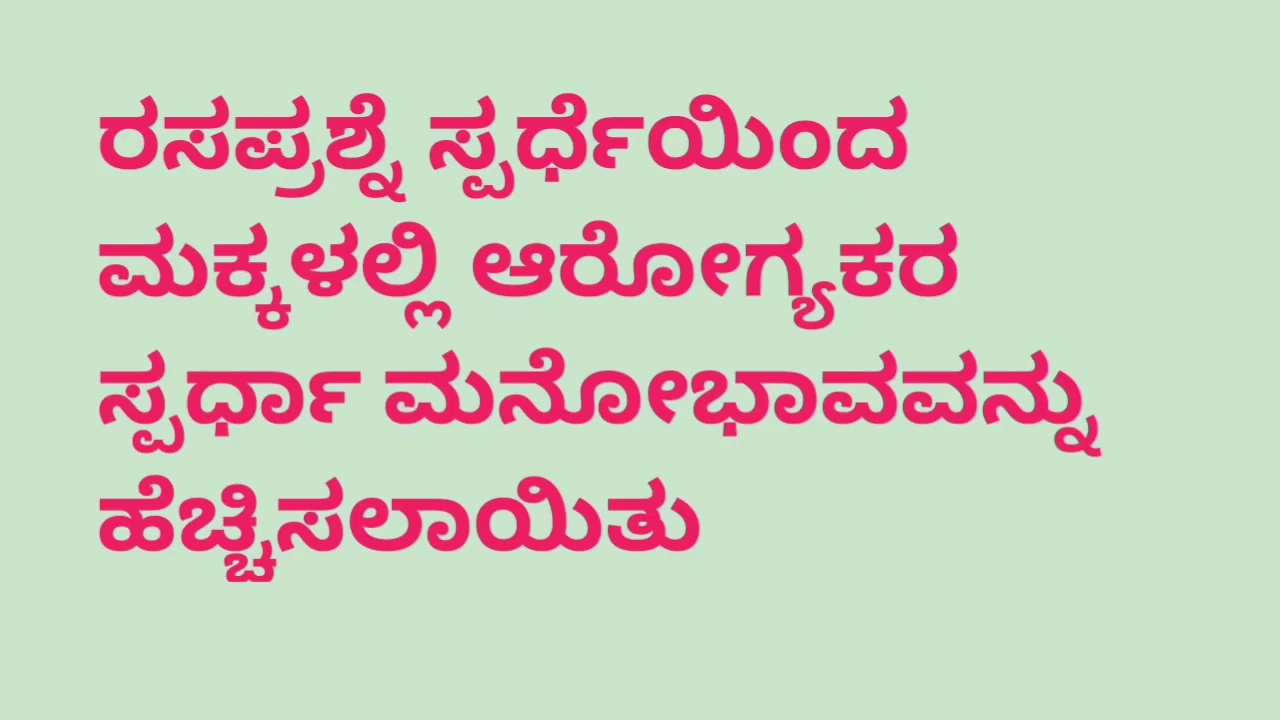 ರಸಪ್ರಶ್ನೆ ಸ್ಪರ್ಧೆಯಿಂದ
ಮಕ್ಕಳಲ್ಲಿ ಆರೋಗ್ಯಕರ
ಸ್ಪರ್ಧಾ ಮನೋಭಾವವನ್ನು
ಹೆಚ್ಚಿಸಲಾಯಿತು